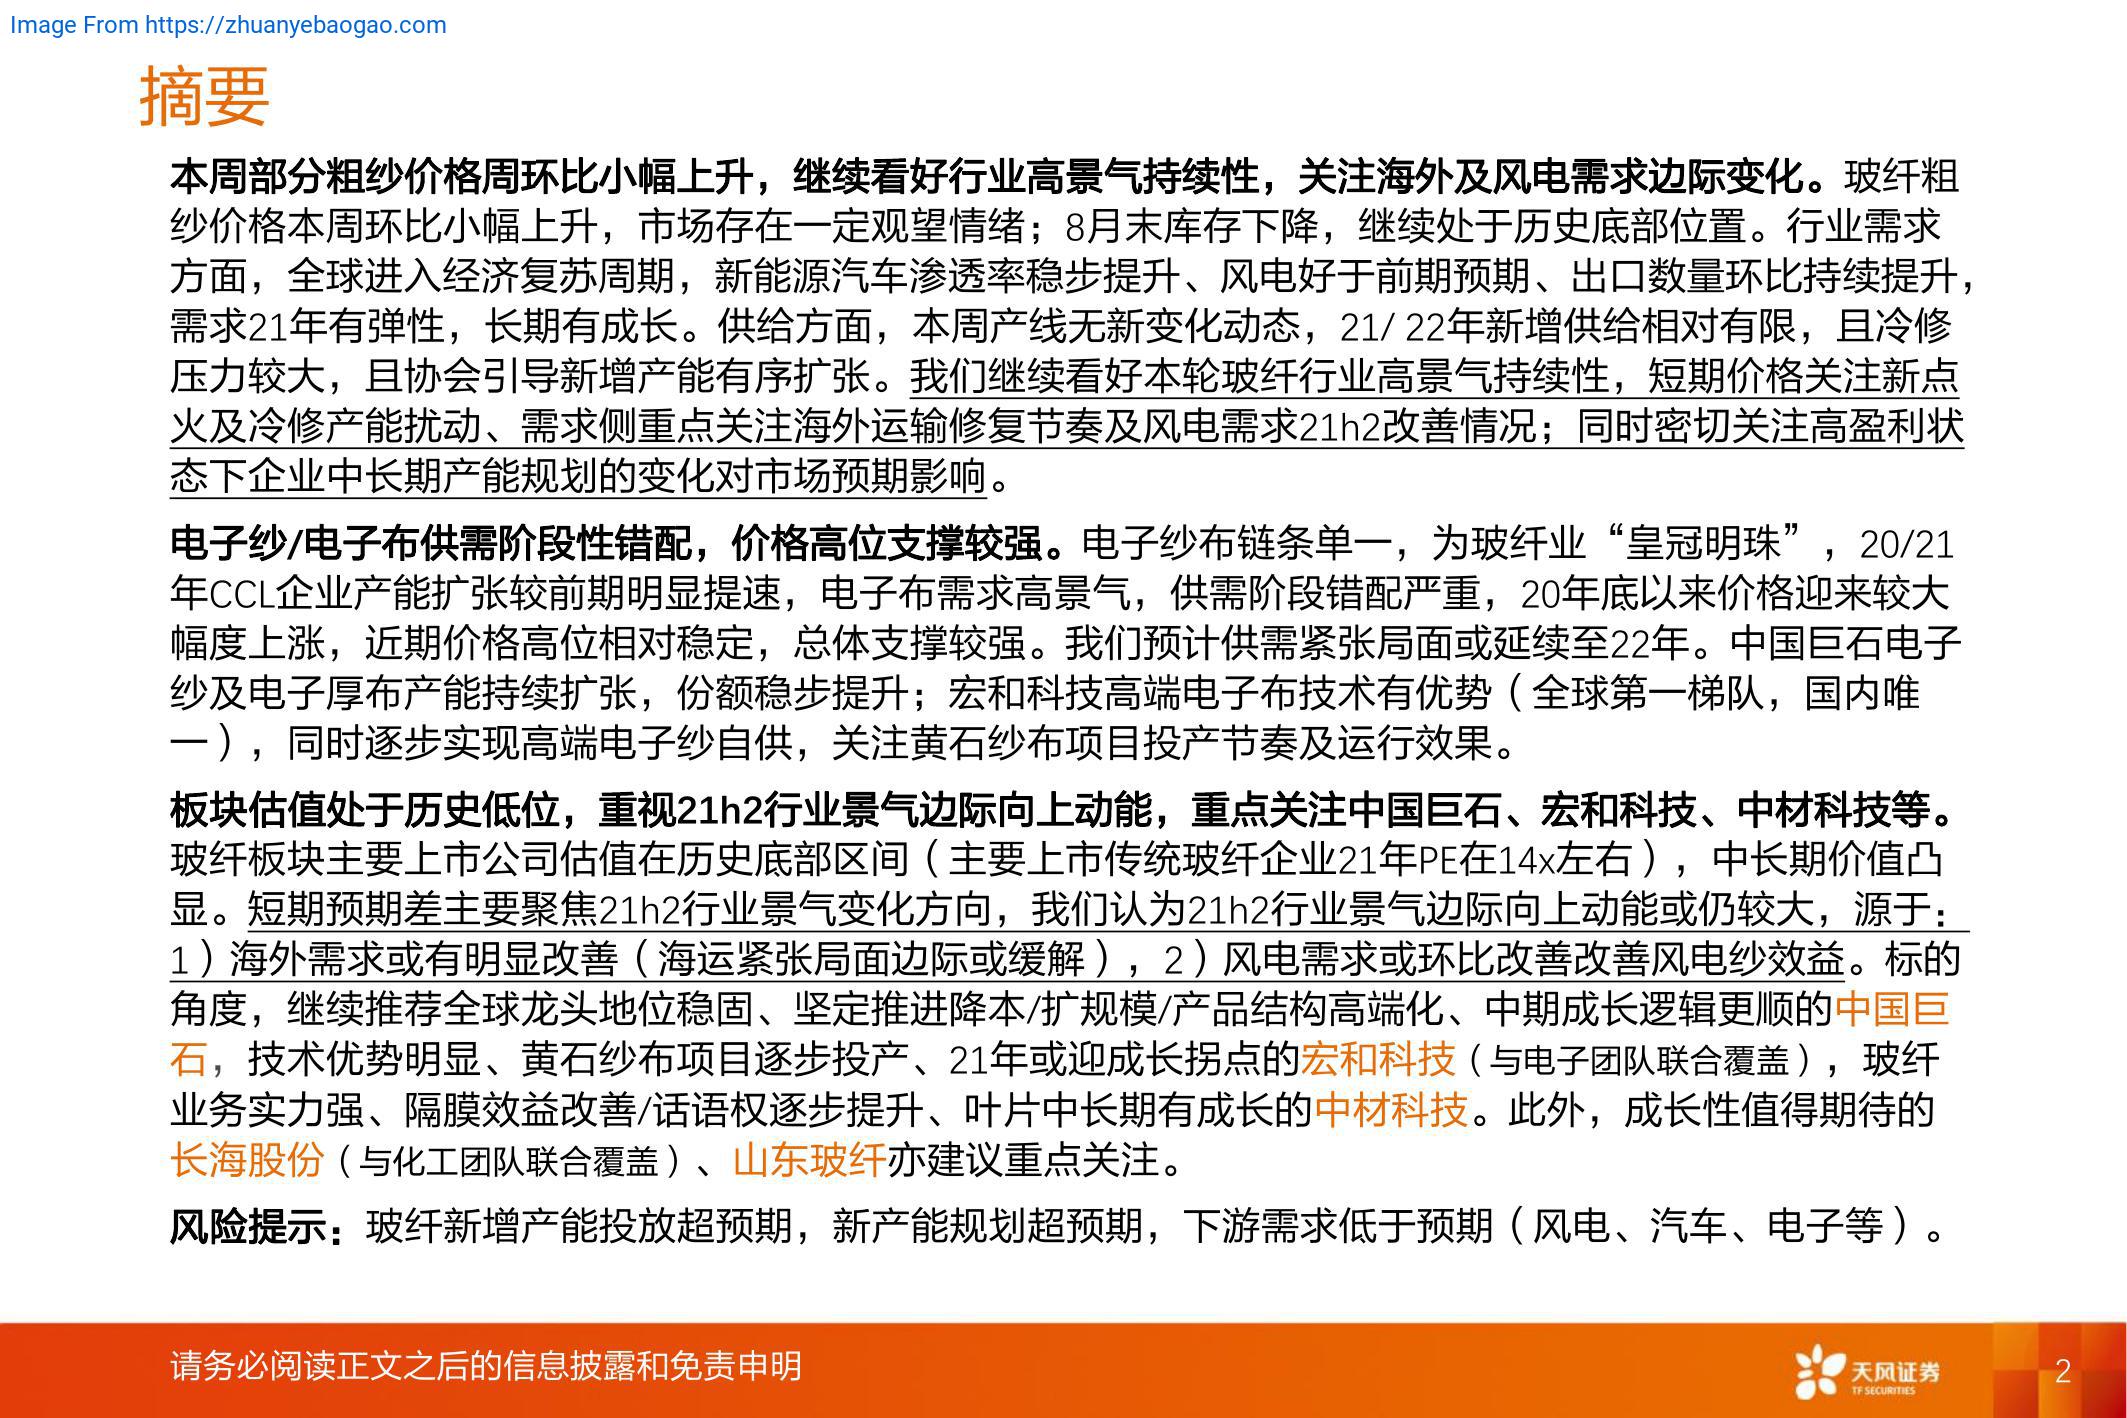 Image From https://zhuanyebaogao.com
摘要
本周部分粗纱价格周环比小幅上升，继续看好行业高景气持续性，关注海外及风电需求边际变化。玻纤粗
纱价格本周环比小幅上升，市场存在一定观望情绪；8月末库存下降，继续处于历史底部位置。行业需求
方面，全球进入经济复苏周期，新能源汽车渗透率稳步提升、风电好于前期预期、出口数量环比持续提升，
需求21年有弹性，长期有成长。供给方面，本周产线无新变化动态，21/ 22年新增供给相对有限，且冷修
压力较大，且协会引导新增产能有序扩张。我们继续看好本轮玻纤行业高景气持续性，短期价格关注新点
火及冷修产能扰动、需求侧重点关注海外运输修复节奏及风电需求21h2改善情况；同时密切关注高盈利状
态下企业中长期产能规划的变化对市场预期影响。
电子纱/电子布供需阶段性错配，价格高位支撑较强。电子纱布链条单一，为玻纤业“皇冠明珠”，20/21
年CCL企业产能扩张较前期明显提速，电子布需求高景气，供需阶段错配严重，20年底以来价格迎来较大
幅度上涨，近期价格高位相对稳定，总体支撑较强。我们预计供需紧张局面或延续至22年。中国巨石电子
纱及电子厚布产能持续扩张，份额稳步提升；宏和科技高端电子布技术有优势（全球第一梯队，国内唯
一），同时逐步实现高端电子纱自供，关注黄石纱布项目投产节奏及运行效果。
板块估值处于历史低位，重视21h2行业景气边际向上动能，重点关注中国巨石、宏和科技、中材科技等。
玻纤板块主要上市公司估值在历史底部区间（主要上市传统玻纤企业21年PE在14x左右），中长期价值凸
显。短期预期差主要聚焦21h2行业景气变化方向，我们认为21h2行业景气边际向上动能或仍较大，源于：
1）海外需求或有明显改善（海运紧张局面边际或缓解），2）风电需求或环比改善改善风电纱效益。标的
角度，继续推荐全球龙头地位稳固、坚定推进降本/扩规模/产品结构高端化、中期成长逻辑更顺的中国巨
石，技术优势明显、黄石纱布项目逐步投产、21年或迎成长拐点的宏和科技（与电子团队联合覆盖），玻纤
业务实力强、隔膜效益改善/话语权逐步提升、叶片中长期有成长的中材科技。此外，成长性值得期待的
长海股份（与化工团队联合覆盖）、山东玻纤亦建议重点关注。
风险提示：玻纤新增产能投放超预期，新产能规划超预期，下游需求低于预期（风电、汽车、电子等）。
请务必阅读正文之后的信息披露和免责申明
天风证券
TF SECURITIES
2